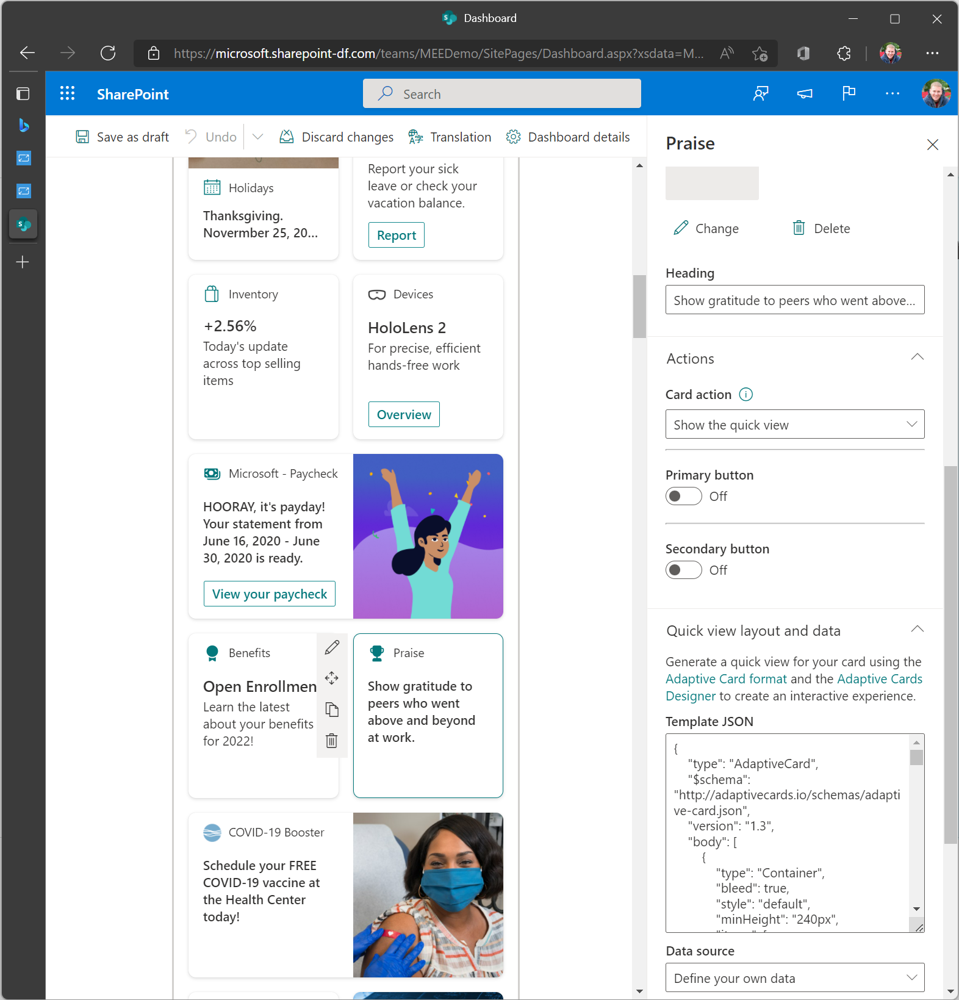 Dashboard
https://microsoft.sharepoint-df.com/teams/MEEDemo/SitePages/Dashboard.aspx?xsdata=M...
SharePoint
Search
Save as draft
Undo
Discard changes
Translation
Dashboard details
Holidays
Thanksgiving.
Novermber 25, 20...
Report your sick
leave or check your
vacation balance.
Report
Inventory
+2.56%
Today's update
across top selling
items
Devices
HoloLens 2
For precise, efficient
hands-free work
Overview
Microsoft - Paycheck
HOORAY, it's payday!
Your statement from
June 16, 2020 - June
30, 2020 is ready.
View your paycheck
Benefits
Open Enrollmen
Learn the latest
about your benefits
for 2022!
Praise
Show gratitude to
peers who went
above and beyond
at work.
COVID-19 Booster
Schedule your FREE
COVID-19 vaccine at
the Health Center
today!
Praise
Change
Delete
Heading
Show gratitude to peers who went above...
Actions
Card action
Show the quick view
Primary button
Off
Secondary button
Off
Quick view layout and data
Generate a quick view for your card using the
Adaptive Card format and the Adaptive Cards
Designer to create an interactive experience.
Template JSON
{
"type": "AdaptiveCard",
"$schema":
"http://adaptivecards.io/schemas/adapti
ve-card.json",
"version": "1.3",
"body": [
{
"type": "Container",
"bleed": true,
"style": "default",
"minHeight": "240px",
Data source
Define your own data